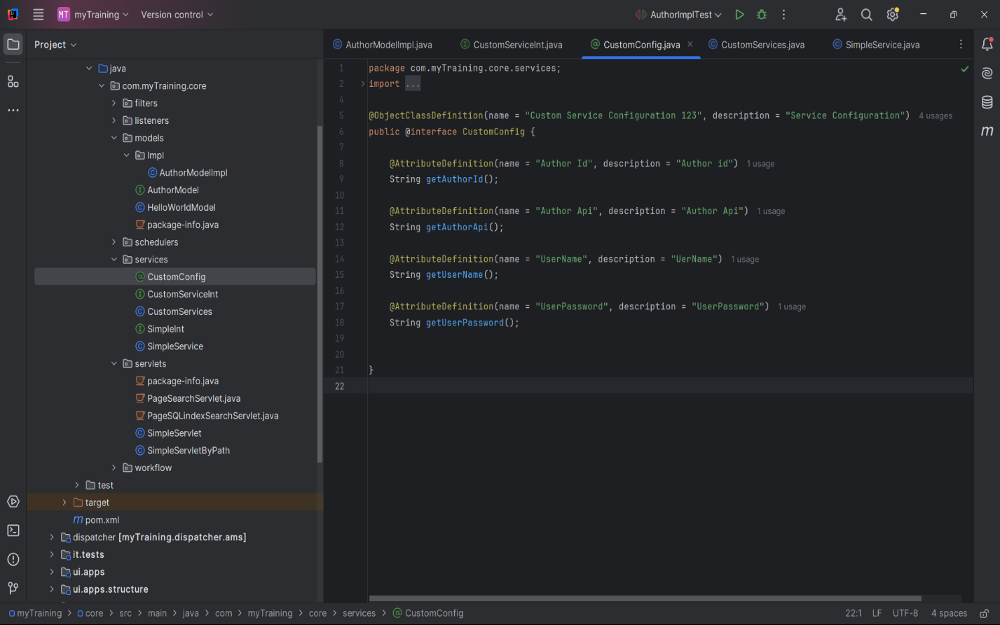 MT myTraining Version control AuthorImplTest
Project
AuthorModelImpl.java CustomServiceInt.java CustomConfig.java CustomServices.java SimpleService.java
java
com.myTraining.core
filters
listeners
models
Impl
AuthorModelImpl
AuthorModel
HelloWorldModel
package-info.java
schedulers
services
CustomConfig
CustomServiceInt
CustomServices
SimpleInt
SimpleService
servlets
package-info.java
PageSearchServlet.java
PageSQLindexSearchServlet.java
SimpleServlet
SimpleServletByPath
workflow
test
target
pom.xml
dispatcher [myTraining.dispatcher.ams]
it.tests
ui.apps
ui.apps.structure
1 package com.myTraining.core.services;
2 import ...
4
5 @ObjectClassDefinition(name = "Custom Service Configuration 123", description = "Service Configuration") 4 usages
6 public @interface CustomConfig {
7
8 @AttributeDefinition(name = "Author Id", description = "Author id") 1 usage
9 String getAuthorId();
10
11 @AttributeDefinition(name = "Author Api", description = "Author Api") 1 usage
12 String getAuthorApi();
13
14 @AttributeDefinition(name = "UserName", description = "UerName") 1 usage
15 String getUserName();
16
17 @AttributeDefinition(name = "UserPassword", description = "UserPassword") 1 usage
18 String getUserPassword();
19
20
21 }
22
myTraining > core > src > main > java > com > myTraining > core > services > CustomConfig 22:1 LF UTF-8 4 spaces